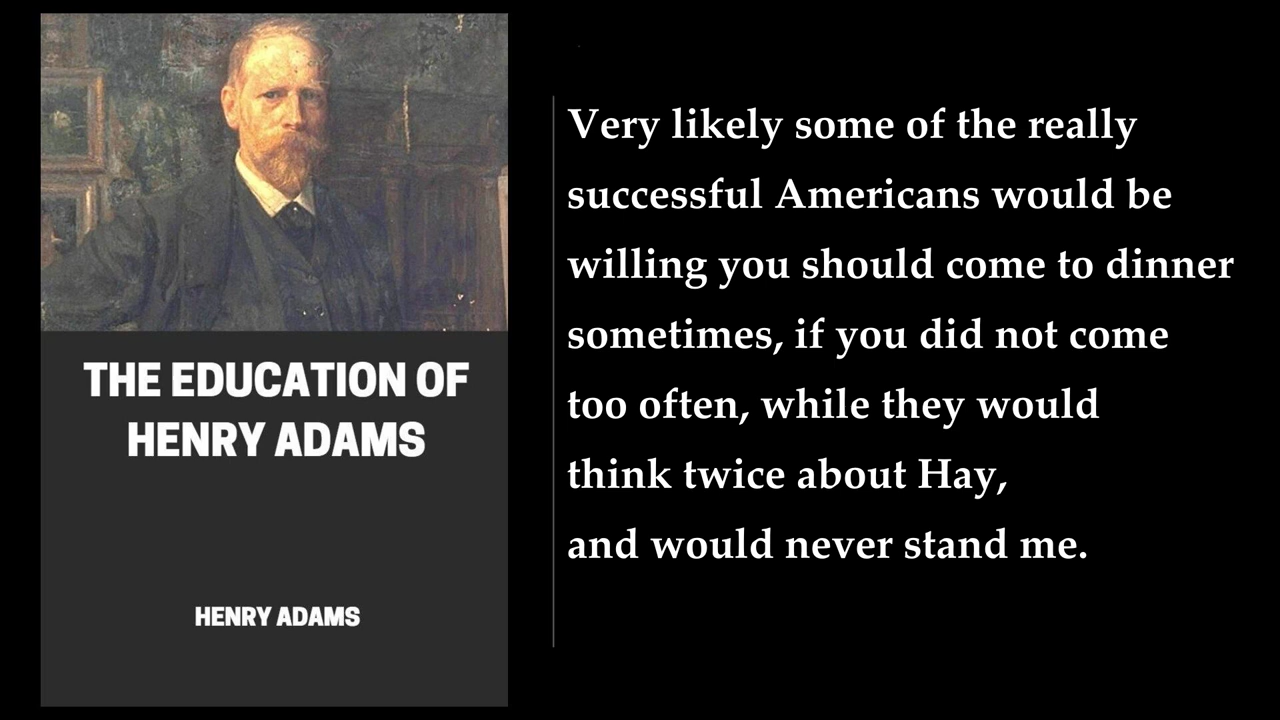 THE EDUCATION OF
HENRY ADAMS
HENRY ADAMS
Very likely some of the really
successful Americans would be
willing you should come to dinner
sometimes, if you did not come
too often, while they would
think twice about Hay,
and would never stand me.